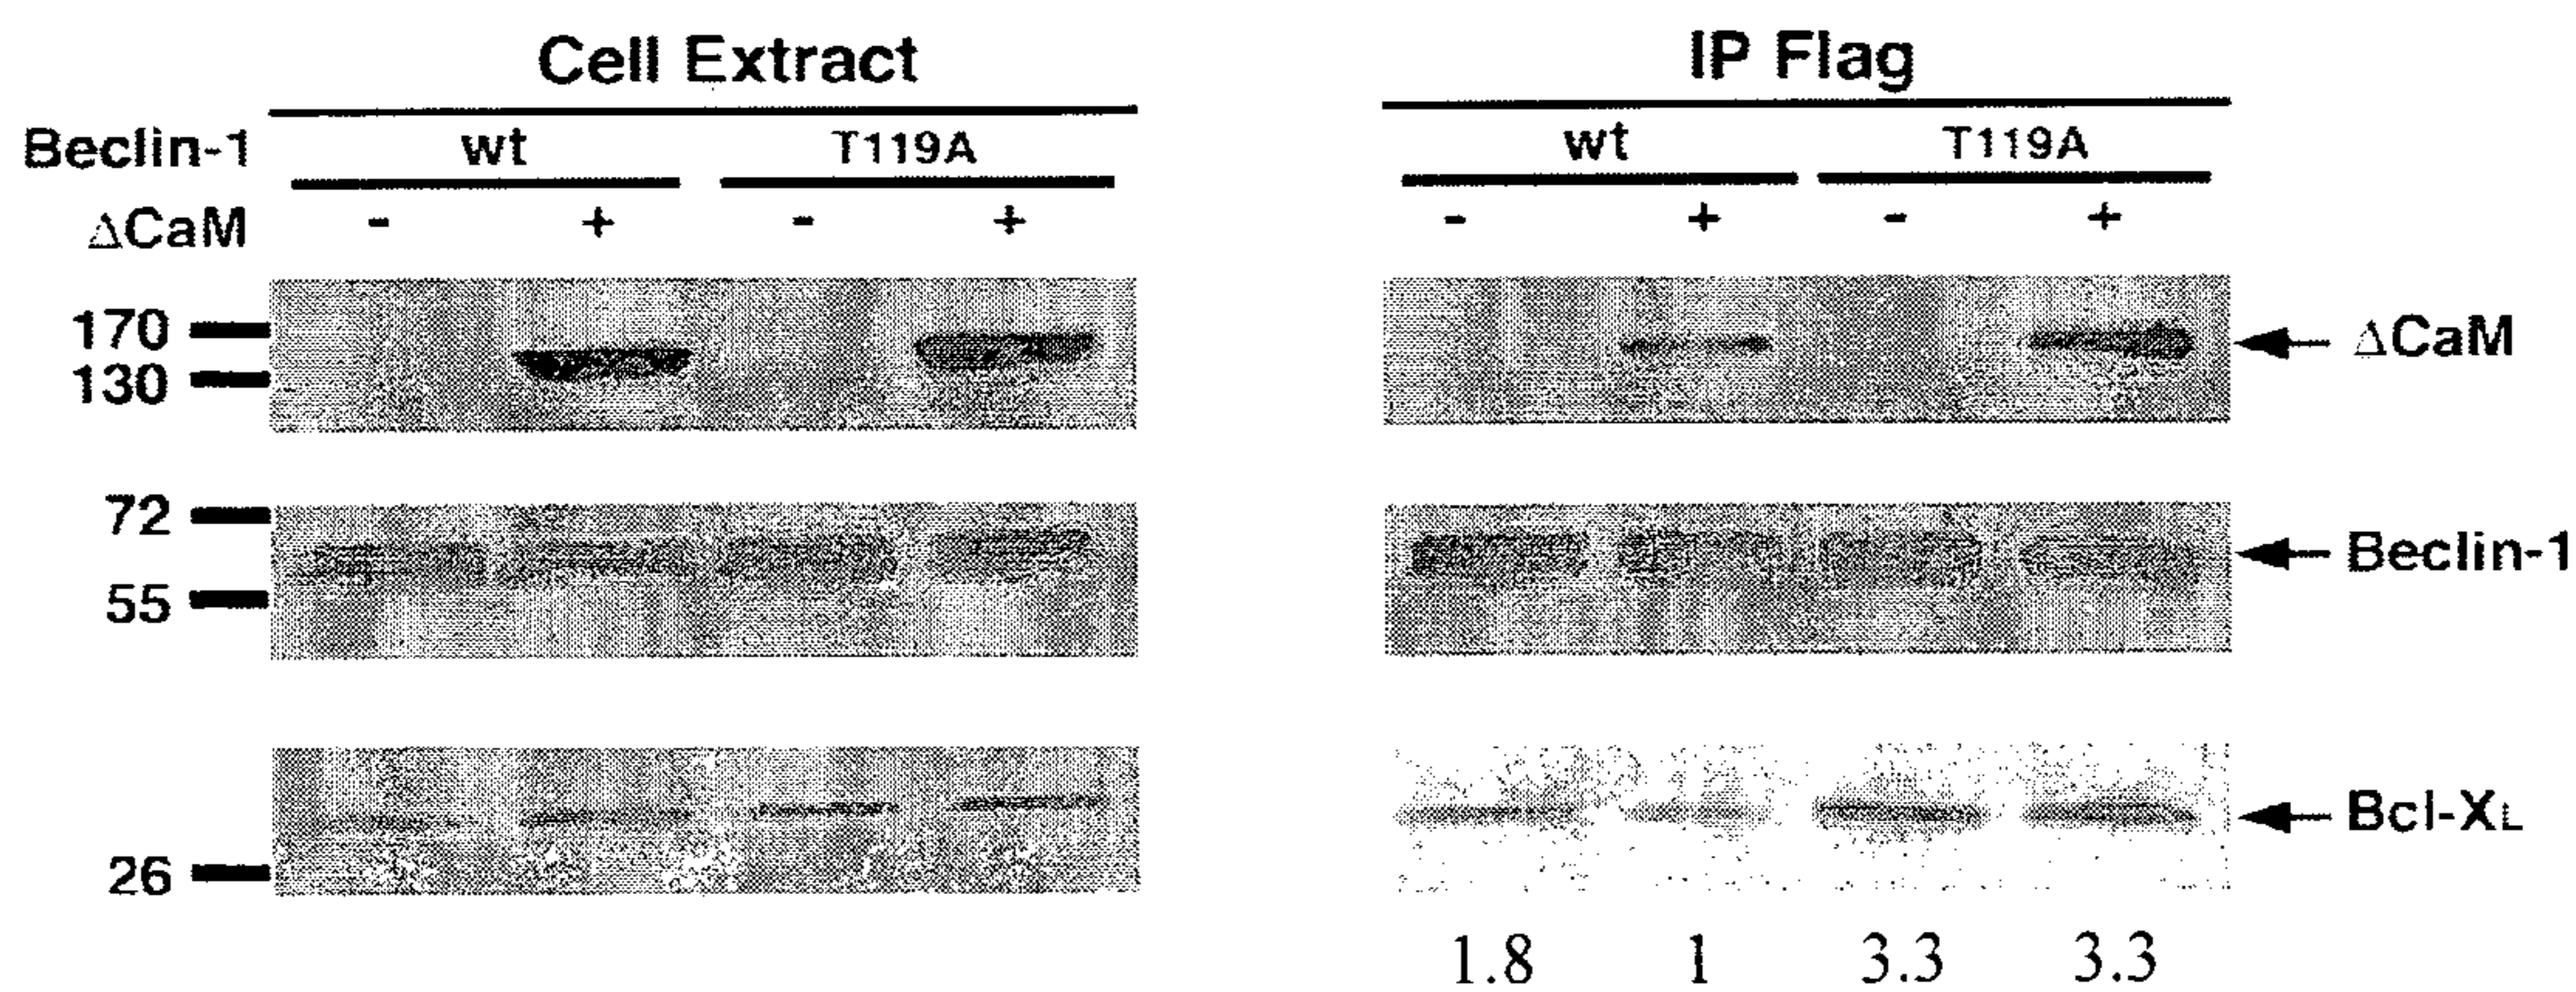 Cell Extract IP Flag
Beclin-1 wt T119A wt T119A
ΔCaM - + - + - + - +
170
130
ΔCaM
72
55
Beclin-1
26
Bcl-XL
1.8 1 3.3 3.3